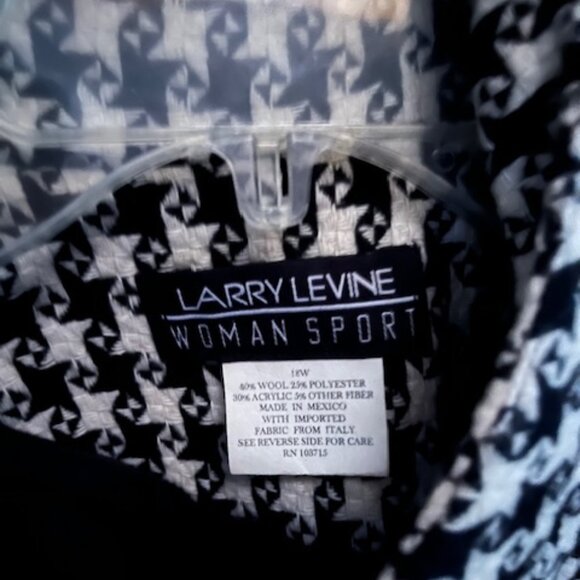 LARRY LEVINE
WOMAN SPORT
18W
40% WOOL 25% POLYESTER
30% ACRYLIC 5% OTHER FIBER
MADE IN MEXICO
WITH IMPORTED
FABRIC FROM ITALY
SEE REVERSE SIDE FOR CARE
RN 103715